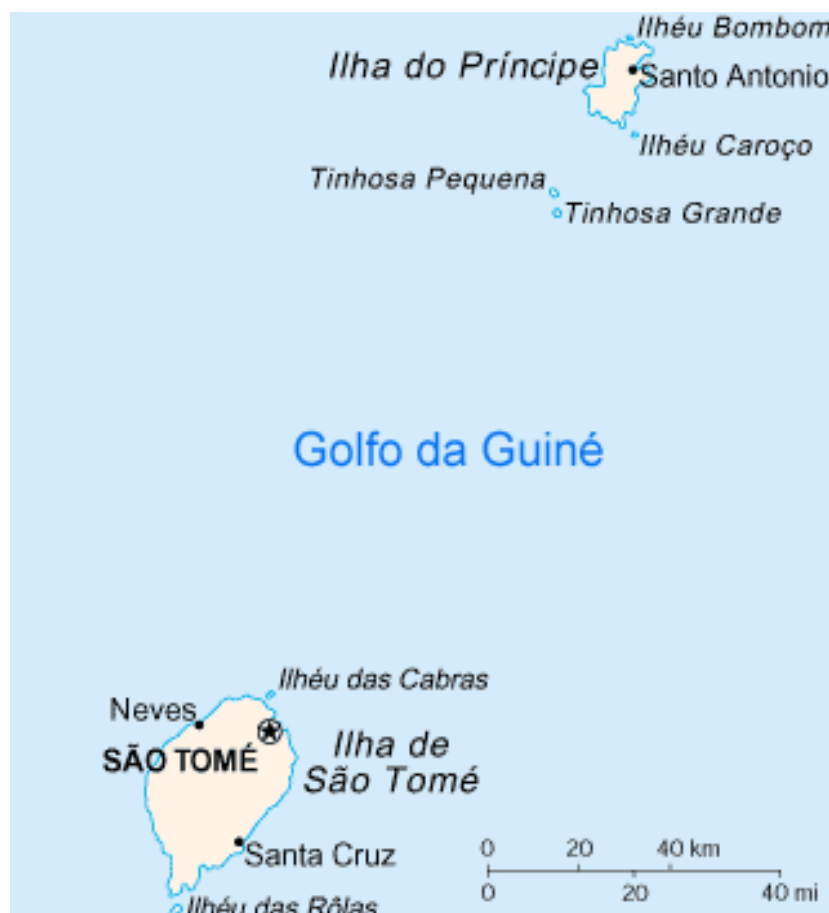 Ilhéu Bombom
Ilha do Príncipe
Santo Antonio
Ilhéu Caroço
Tinhosa Pequena
Tinhosa Grande
Golfo da Guiné
Ilhéu das Cabras
Neves
SÃO TOMÉ
Ilha de
São Tomé
Santa Cruz
0 20 40 km
0 20 40 mi
Ilhéu das Rôlas